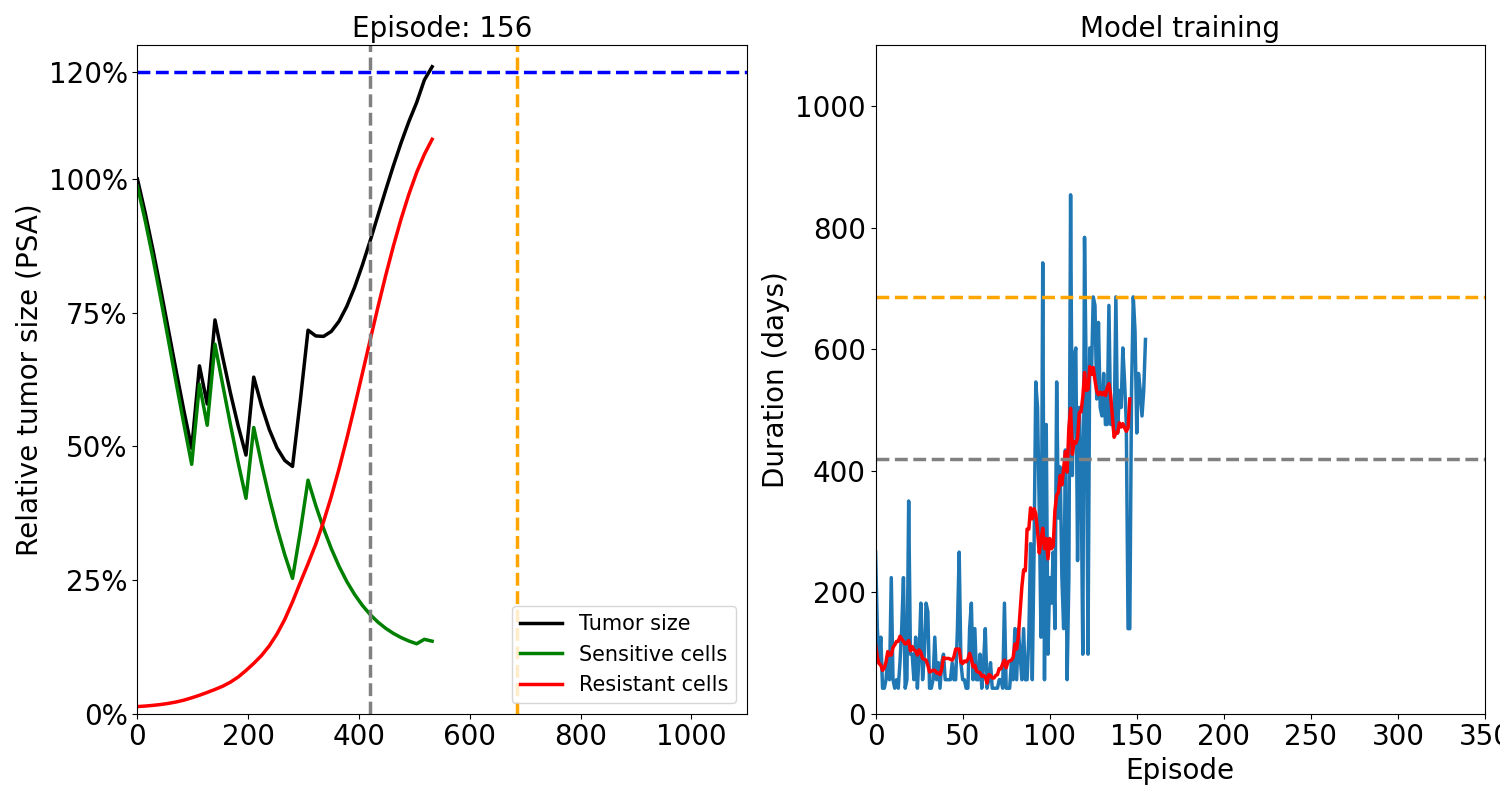 Episode: 156
Relative tumor size (PSA)
120%
100%
75%
50%
25%
0%
0 200 400 600 800 1000
Tumor size
Sensitive cells
Resistant cells
Model training
Duration (days)
1000
800
600
400
200
0
0 50 100 150 200 250 300 350
Episode